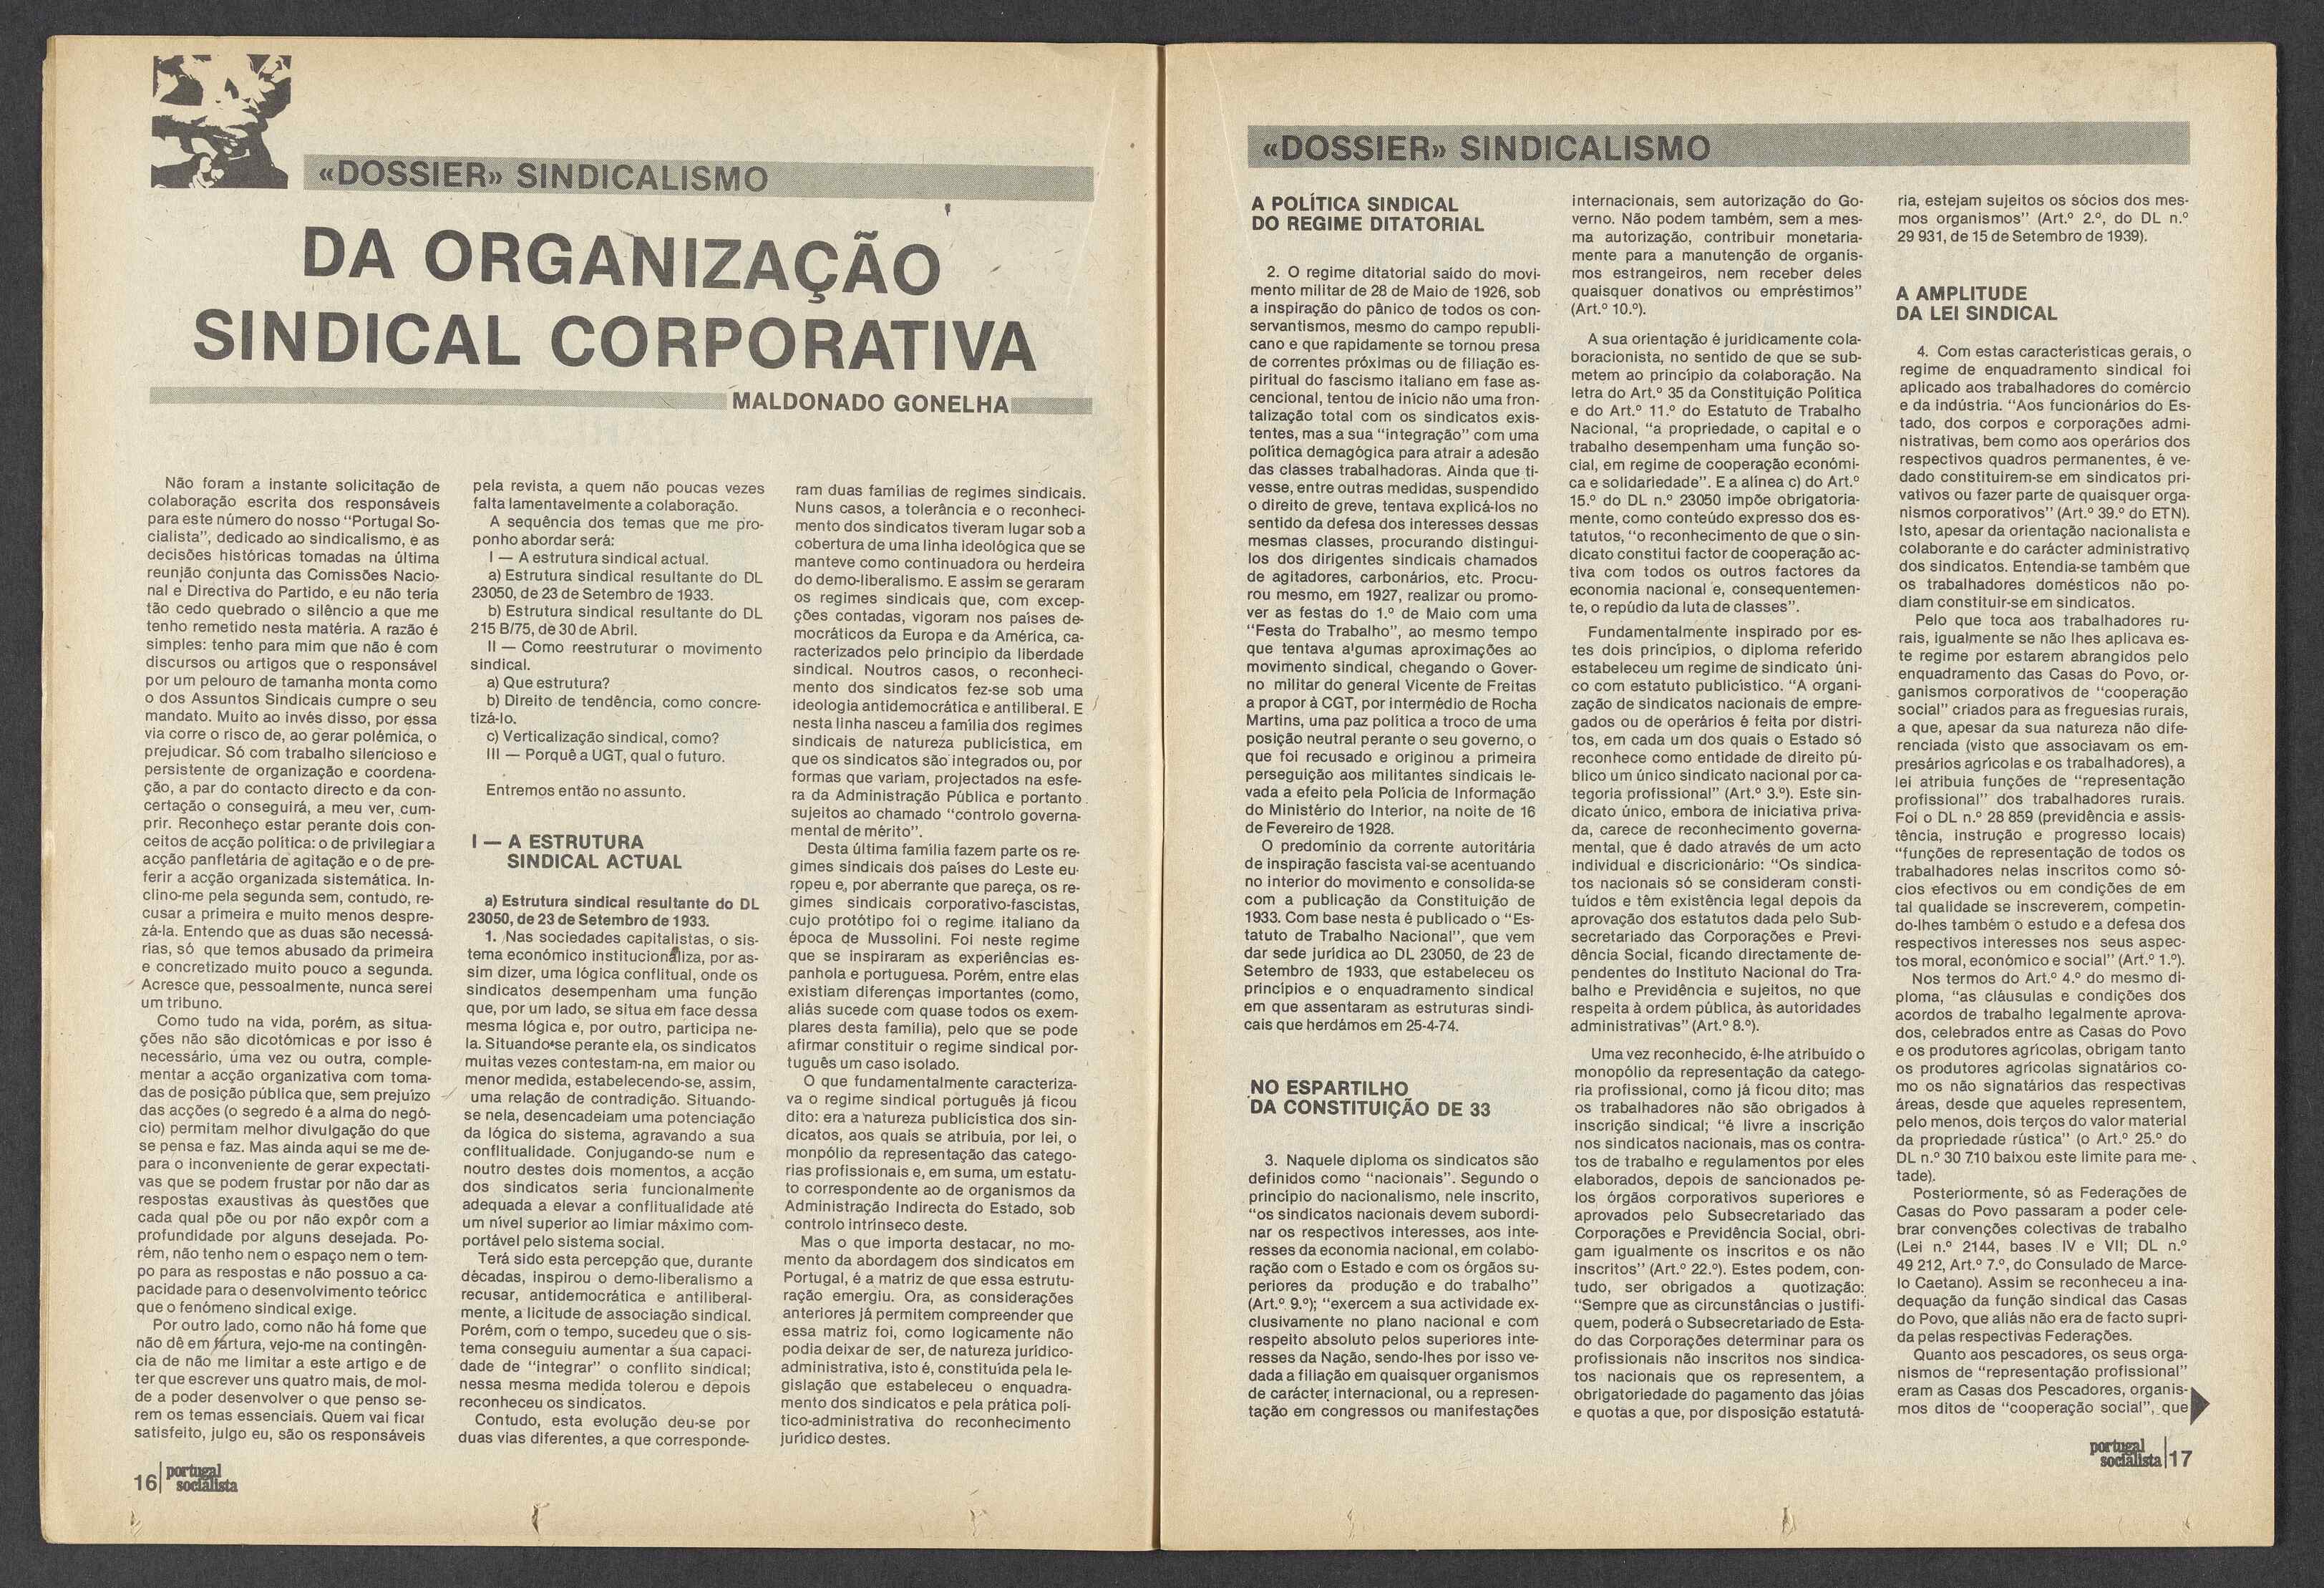 «DOSSIER» SINDICALISMO
DA ORGANIZAÇÃO
SINDICAL CORPORATIVA
MALDONADO GONELHA
Não foram a instante solicitação de
colaboração escrita dos responsáveis
para este número do nosso "Portugal So-
cialista", dedicado ao sindicalismo, e as
decisões históricas tomadas na última
reunião conjunta das Comissões Nacio-
nal e Directiva do Partido, e eu não teria
tão cedo quebrado o silêncio a que me
tenho remetido nesta matéria. A razão é
simples: tenho para mim que não é com
discursos ou artigos que o responsável
por um pelouro de tamanha monta como
o dos Assuntos Sindicais cumpre o seu
mandato. Muito ao invés disso, por essa
via corre o risco de, ao gerar polémica, o
prejudicar. Só com trabalho silencioso e
persistente de organização e coordena-
ção, a par do contacto directo e da con-
certação o conseguirá, a meu ver, cum-
prir. Reconheço estar perante dois con-
ceitos de acção política: o de privilegiar a
acção panfletária de agitação e o de pre-
ferir a acção organizada sistemática. In-
clino-me pela segunda sem, contudo, re-
cusar a primeira e muito menos despre-
zá-la. Entendo que as duas são necessá-
rias, só que temos abusado da primeira
e concretizado muito pouco a segunda.
Acresce que, pessoalmente, nunca serei
um tribuno.
Como tudo na vida, porém, as situa-
ções não são dicotómicas e por isso é
necessário, uma vez ou outra, comple-
mentar a acção organizativa com toma-
das de posição pública que, sem prejuízo
das acções (o segredo é a alma do negó-
cio) permitam melhor divulgação do que
se pensa e faz. Mas ainda aqui se me de-
para o inconveniente de gerar expectati-
vas que se podem frustar por não dar as
respostas exaustivas às questões que
cada qual põe ou por não expôr com a
profundidade por alguns desejada. Po-
rém, não tenho nem o espaço nem o tem-
po para as respostas e não possuo a ca-
pacidade para o desenvolvimento teórico
que o fenómeno sindical exige.
Por outro lado, como não há fome que
não dê em fartura, vejo-me na contingên-
cia de não me limitar a este artigo e de
ter que escrever uns quatro mais, de mol-
de a poder desenvolver o que penso se-
rem os temas essenciais. Quem vai ficar
satisfeito, julgo eu, são os responsáveis
pela revista, a quem não poucas vezes
falta lamentavelmente a colaboração.
A sequência dos temas que me pro-
ponho abordar será:
I — A estrutura sindical actual.
a) Estrutura sindical resultante do DL
23050, de 23 de Setembro de 1933.
b) Estrutura sindical resultante do DL
215 B/75, de 30 de Abril.
II — Como reestruturar o movimento
sindical.
a) Que estrutura?
b) Direito de tendência, como concre-
tizá-lo.
c) Verticalização sindical, como?
III — Porquê a UGT, qual o futuro.
Entremos então no assunto.
I — A ESTRUTURA
SINDICAL ACTUAL
a) Estrutura sindical resultante do DL
23050, de 23 de Setembro de 1933.
1. Nas sociedades capitalistas, o sis-
tema económico institucionaliza, por as-
sim dizer, uma lógica conflitual, onde os
sindicatos desempenham uma função
que, por um lado, se situa em face dessa
mesma lógica e, por outro, participa ne-
la. Situando-se perante ela, os sindicatos
muitas vezes contestam-na, em maior ou
menor medida, estabelecendo-se, assim,
uma relação de contradição. Situando-
se nela, desencadeiam uma potenciação
da lógica do sistema, agravando a sua
conflitualidade. Conjugando-se num e
noutro destes dois momentos, a acção
dos sindicatos seria funcionalmente
adequada a elevar a conflitualidade até
um nível superior ao limiar máximo com-
portável pelo sistema social.
Terá sido esta percepção que, durante
décadas, inspirou o demo-liberalismo a
recusar, antidemocrática e antiliberal-
mente, a licitude de associação sindical.
Porém, com o tempo, sucedeu que o sis-
tema conseguiu aumentar a sua capaci-
dade de "integrar" o conflito sindical;
nessa mesma medida tolerou e depois
reconheceu os sindicatos.
Contudo, esta evolução deu-se por
duas vias diferentes, a que corresponde-
ram duas famílias de regimes sindicais.
Nuns casos, a tolerância e o reconheci-
mento dos sindicatos tiveram lugar sob a
cobertura de uma linha ideológica que se
manteve como continuadora ou herdeira
do demo-liberalismo. E assim se geraram
os regimes sindicais que, com excep-
ções contadas, vigoram nos países de-
mocráticos da Europa e da América, ca-
racterizados pelo princípio da liberdade
sindical. Noutros casos, o reconheci-
mento dos sindicatos fez-se sob uma
ideologia antidemocrática e antiliberal. E
nesta linha nasceu a família dos regimes
sindicais de natureza publicística, em
que os sindicatos são integrados ou, por
formas que variam, projectados na esfe-
ra da Administração Pública e portanto
sujeitos ao chamado "controlo governa-
mental de mérito".
Desta última família fazem parte os re-
gimes sindicais dos países do Leste eu-
ropeu e, por aberrante que pareça, os re-
gimes sindicais corporativo-fascistas,
cujo protótipo foi o regime italiano da
época de Mussolini. Foi neste regime
que se inspiraram as experiências es-
panhola e portuguesa. Porém, entre elas
existiam diferenças importantes (como,
aliás sucede com quase todos os exem-
plares desta família), pelo que se pode
afirmar constituir o regime sindical por-
tuguês um caso isolado.
O que fundamentalmente caracteriza-
va o regime sindical português já ficou
dito: era a natureza publicística dos sin-
dicatos, aos quais se atribuía, por lei, o
monpólio da representação das catego-
rias profissionais e, em suma, um estatu-
to correspondente ao de organismos da
Administração Indirecta do Estado, sob
controlo intrínseco deste.
Mas o que importa destacar, no mo-
mento da abordagem dos sindicatos em
Portugal, é a matriz de que essa estrutu-
ração emergiu. Ora, as considerações
anteriores já permitem compreender que
essa matriz foi, como logicamente não
podia deixar de ser, de natureza jurídico-
administrativa, isto é, constituída pela le-
gislação que estabeleceu o enquadra-
mento dos sindicatos e pela prática polí-
tico-administrativa do reconhecimento
jurídico destes.
16 portugal
socialista
«DOSSIER» SINDICALISMO
A POLÍTICA SINDICAL
DO REGIME DITATORIAL
2. O regime ditatorial saído do movi-
mento militar de 28 de Maio de 1926, sob
a inspiração do pânico de todos os con-
servantismos, mesmo do campo republi-
cano e que rapidamente se tornou presa
de correntes próximas ou de filiação es-
piritual do fascismo italiano em fase as-
cencional, tentou de início não uma fron-
talização total com os sindicatos exis-
tentes, mas a sua "integração" com uma
política demagógica para atrair a adesão
das classes trabalhadoras. Ainda que ti-
vesse, entre outras medidas, suspendido
o direito de greve, tentava explicá-los no
sentido da defesa dos interesses dessas
mesmas classes, procurando distingui-
los dos dirigentes sindicais chamados
de agitadores, carbonários, etc. Procu-
rou mesmo, em 1927, realizar ou promo-
ver as festas do 1.º de Maio com uma
"Festa do Trabalho", ao mesmo tempo
que tentava algumas aproximações ao
movimento sindical, chegando o Gover-
no militar do general Vicente de Freitas
a propor à CGT, por intermédio de Rocha
Martins, uma paz política a troco de uma
posição neutral perante o seu governo, o
que foi recusado e originou a primeira
perseguição aos militantes sindicais le-
vada a efeito pela Polícia de Informação
do Ministério do Interior, na noite de 16
de Fevereiro de 1928.
O predomínio da corrente autoritária
de inspiração fascista vai-se acentuando
no interior do movimento e consolida-se
com a publicação da Constituição de
1933. Com base nesta é publicado o "Es-
tatuto de Trabalho Nacional", que vem
dar sede jurídica ao DL 23050, de 23 de
Setembro de 1933, que estabeleceu os
princípios e o enquadramento sindical
em que assentaram as estruturas sindi-
cais que herdámos em 25-4-74.
NO ESPARTILHO
DA CONSTITUIÇÃO DE 33
3. Naquele diploma os sindicatos são
definidos como "nacionais". Segundo o
princípio do nacionalismo, nele inscrito,
"os sindicatos nacionais devem subordi-
nar os respectivos interesses, aos inte-
resses da economia nacional, em colabo-
ração com o Estado e com os órgãos su-
periores da produção e do trabalho"
(Art.º 9.º); "exercem a sua actividade ex-
clusivamente no plano nacional e com
respeito absoluto pelos superiores inte-
resses da Nação, sendo-lhes por isso ve-
dada a filiação em quaisquer organismos
de carácter internacional, ou a represen-
tação em congressos ou manifestações
internacionais, sem autorização do Go-
verno. Não podem também, sem a mes-
ma autorização, contribuir monetaria-
mente para a manutenção de organis-
mos estrangeiros, nem receber deles
quaisquer donativos ou empréstimos"
(Art.º 10.º).
A sua orientação é juridicamente cola-
boracionista, no sentido de que se sub-
metem ao princípio da colaboração. Na
letra do Art.º 35 da Constituição Política
e do Art.º 11.º do Estatuto de Trabalho
Nacional, "a propriedade, o capital e o
trabalho desempenham uma função so-
cial, em regime de cooperação económi-
ca e solidariedade". E a alínea c) do Art.º
15.º do DL n.º 23050 impõe obrigatoria-
mente, como conteúdo expresso dos es-
tatutos, "o reconhecimento de que o sin-
dicato constitui factor de cooperação ac-
tiva com todos os outros factores da
economia nacional e, consequentemen-
te, o repúdio da luta de classes".
Fundamentalmente inspirado por es-
tes dois princípios, o diploma referido
estabeleceu um regime de sindicato úni-
co com estatuto publicístico. "A organi-
zação de sindicatos nacionais de empre-
gados ou de operários é feita por distri-
tos, em cada um dos quais o Estado só
reconhece como entidade de direito pú-
blico um único sindicato nacional por ca-
tegoria profissional" (Art.º 3.º). Este sin-
dicato único, embora de iniciativa priva-
da, carece de reconhecimento governa-
mental, que é dado através de um acto
individual e discricionário: "Os sindica-
tos nacionais só se consideram consti-
tuídos e têm existência legal depois da
aprovação dos estatutos dada pelo Sub-
secretariado das Corporações e Previ-
dência Social, ficando directamente de-
pendentes do Instituto Nacional do Tra-
balho e Previdência e sujeitos, no que
respeita à ordem pública, às autoridades
administrativas" (Art.º 8.º).
Uma vez reconhecido, é-lhe atribuído o
monopólio da representação da catego-
ria profissional, como já ficou dito; mas
os trabalhadores não são obrigados à
inscrição sindical; "é livre a inscrição
nos sindicatos nacionais, mas os contra-
tos de trabalho e regulamentos por eles
elaborados, depois de sancionados pe-
los órgãos corporativos superiores e
aprovados pelo Subsecretariado das
Corporações e Previdência Social, obri-
gam igualmente os inscritos e os não
inscritos" (Art.º 22.º). Estes podem, con-
tudo, ser obrigados a quotização:
"Sempre que as circunstâncias o justifi-
quem, poderá o Subsecretariado de Esta-
do das Corporações determinar para os
profissionais não inscritos nos sindica-
tos nacionais que os representem, a
obrigatoriedade do pagamento das jóias
e quotas a que, por disposição estatutá-
ria, estejam sujeitos os sócios dos mes-
mos organismos" (Art.º 2.º, do DL n.º
29 931, de 15 de Setembro de 1939).
A AMPLITUDE
DA LEI SINDICAL
4. Com estas características gerais, o
regime de enquadramento sindical foi
aplicado aos trabalhadores do comércio
e da indústria. "Aos funcionários do Es-
tado, dos corpos e corporações admi-
nistrativas, bem como aos operários dos
respectivos quadros permanentes, é ve-
dado constituirem-se em sindicatos pri-
vativos ou fazer parte de quaisquer orga-
nismos corporativos" (Art.º 39.º do ETN).
Isto, apesar da orientação nacionalista e
colaborante e do carácter administrativo
dos sindicatos. Entendia-se também que
os trabalhadores domésticos não po-
diam constituir-se em sindicatos.
Pelo que toca aos trabalhadores ru-
rais, igualmente se não lhes aplicava es-
te regime por estarem abrangidos pelo
enquadramento das Casas do Povo, or-
ganismos corporativos de "cooperação
social" criados para as freguesias rurais,
a que, apesar da sua natureza não dife-
renciada (visto que associavam os em-
presários agrícolas e os trabalhadores), a
lei atribuia funções de "representação
profissional" dos trabalhadores rurais.
Foi o DL n.º 28 859 (previdência e assis-
tência, instrução e progresso locais)
"funções de representação de todos os
trabalhadores nelas inscritos como só-
cios efectivos ou em condições de em
tal qualidade se inscreverem, competin-
do-lhes também o estudo e a defesa dos
respectivos interesses nos seus aspec-
tos moral, económico e social" (Art.º 1.º).
Nos termos do Art.º 4.º do mesmo di-
ploma, "as cláusulas e condições dos
acordos de trabalho legalmente aprova-
dos, celebrados entre as Casas do Povo
e os produtores agrícolas, obrigam tanto
os produtores agrícolas signatários co-
mo os não signatários das respectivas
áreas, desde que aqueles representem,
pelo menos, dois terços do valor material
da propriedade rústica" (o Art.º 25.º do
DL n.º 30 710 baixou este limite para me-
tade).
Posteriormente, só as Federações de
Casas do Povo passaram a poder cele-
brar convenções colectivas de trabalho
(Lei n.º 2144, bases IV e VII; DL n.º
49 212, Art.º 7.º, do Consulado de Marce-
lo Caetano). Assim se reconheceu a ina-
dequação da função sindical das Casas
do Povo, que aliás não era de facto supri-
da pelas respectivas Federações.
Quanto aos pescadores, os seus orga-
nismos de "representação profissional"
eram as Casas dos Pescadores, organis-
mos ditos de "cooperação social", que
portugal
socialista 17